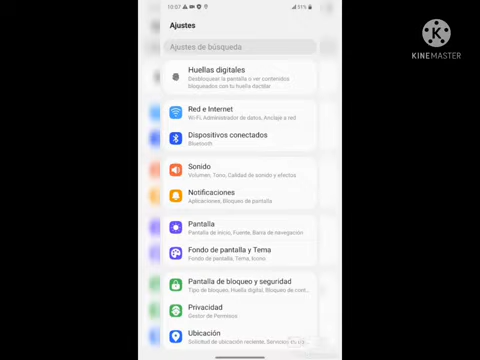 10:07
51%
Ajustes
Ajustes de búsqueda
Huellas digitales
Desbloquear la pantalla o ver contenidos
bloqueados con tu huella dactilar
Red e Internet
Wi-Fi, Administrador de datos, Anclaje a red
Dispositivos conectados
Bluetooth
Sonido
Volumen, Tono, Calidad de sonido y efectos
Notificaciones
Aplicaciones, Bloqueo de pantalla
Pantalla
Pantalla de inicio, Fuente, Barra de navegación
Fondo de pantalla y Tema
Fondo de pantalla, Tema, Icono
Pantalla de bloqueo y seguridad
Tipo de bloqueo, Huella digital, Bloqueo de cont...
Privacidad
Gestor de Permisos
Ubicación
Solicitud de ubicación reciente, Servicios
K
KINEMASTER